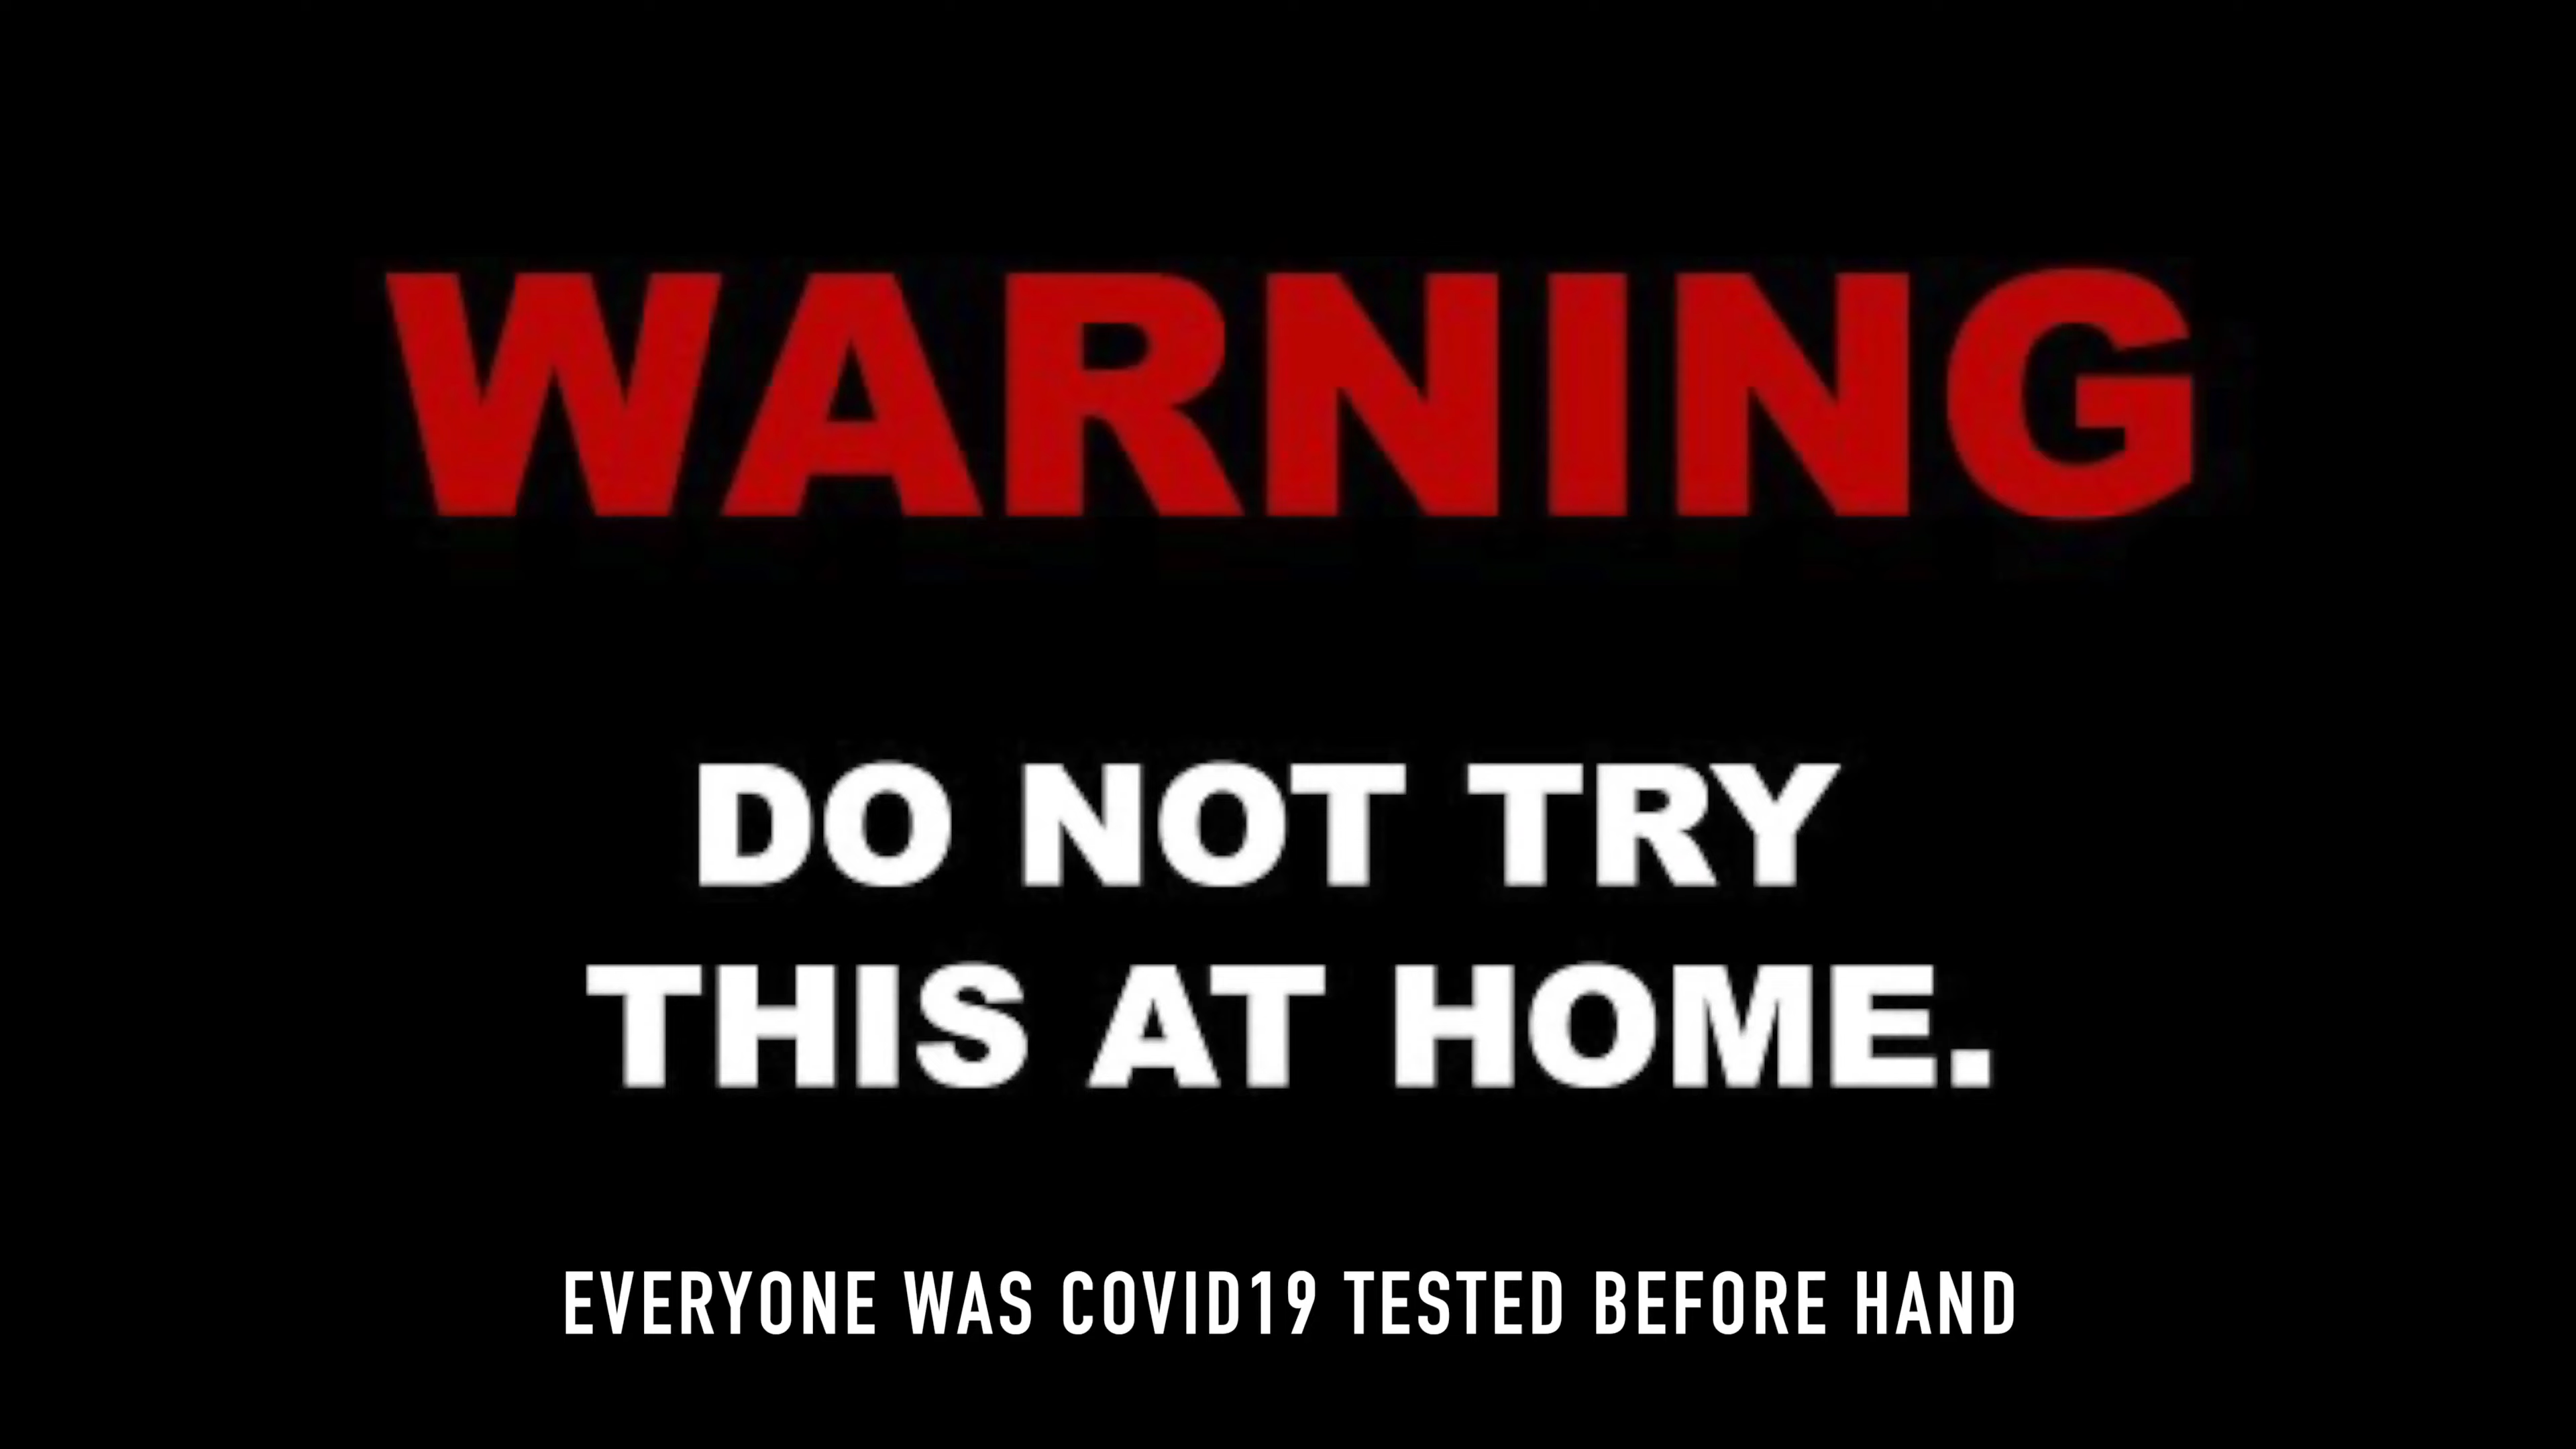 WARNING
DO NOT TRY
THIS AT HOME.
EVERYONE WAS COVID19 TESTED BEFORE HAND